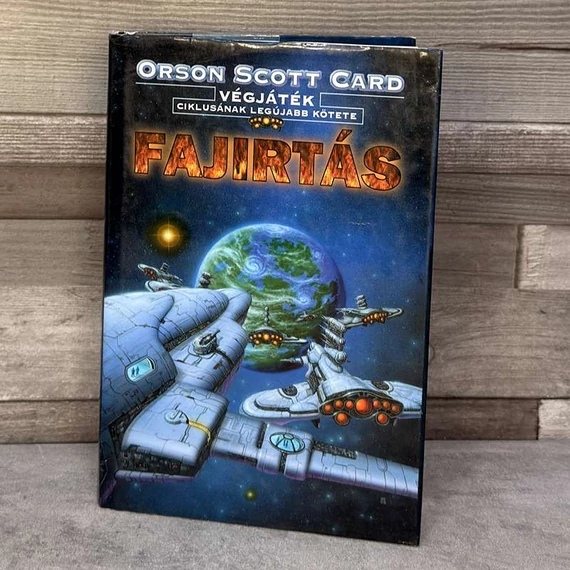 ORSON SCOTT CARD
VÉGJÁTÉK
CIKLUSÁNAK LEGÚJABB KÖTETE
FAJIRTÁS